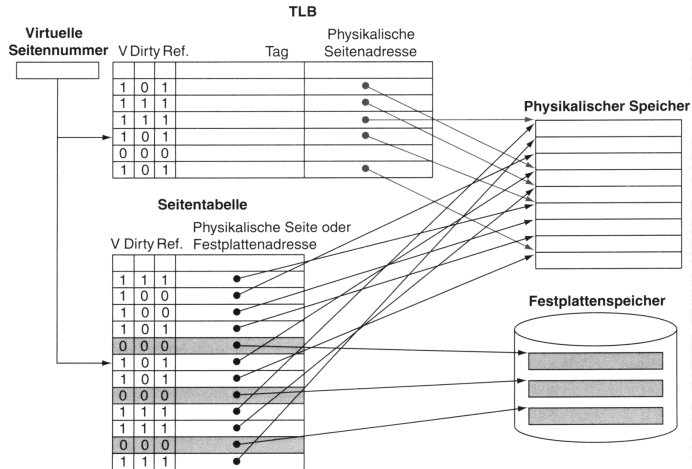 TLB
Virtuelle
Seitennummer
V Dirty Ref. Tag Physikalische
Seitenadresse
1 0 1
1 1 1
1 1 1
1 0 1
0 0 0
1 0 1
Physikalischer Speicher
Seitentabelle
Physikalische Seite oder
V Dirty Ref. Festplattenadresse
1 1 1
1 0 0
1 0 0
1 0 1
0 0 0
1 0 1
1 0 1
0 0 0
1 1 1
1 1 1
0 0 0
1 1 1
Festplattenspeicher